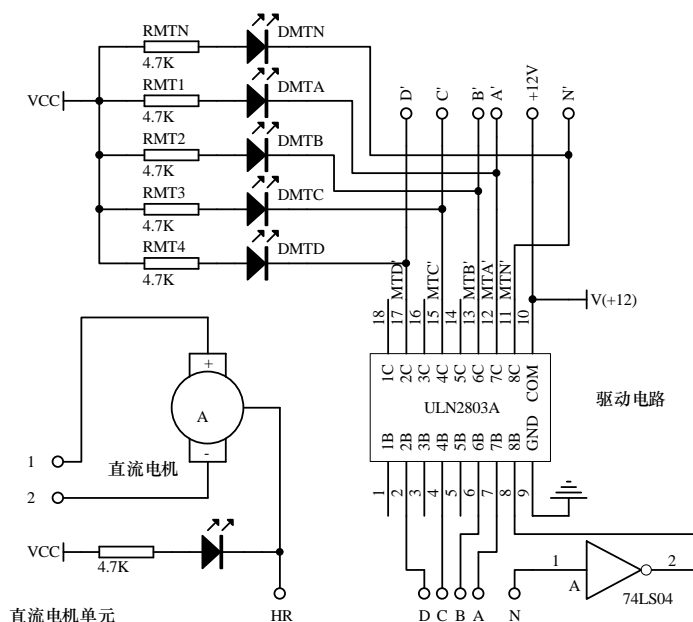 RMTN DMTN
4.7K
VCC RMT1 DMTA
4.7K
RMT2 DMTB
4.7K
RMT3 DMTC
4.7K
RMT4 DMTD
4.7K
D' C' B' A' +12V N'
MTD' MTC' MTB' MTA' MTN'
18 17 16 15 14 13 12 11 10
V(+12)
1C 2C 3C 4C 5C 6C 7C 8C COM
ULN2803A
驱动电路
1B 2B 3B 4B 5B 6B 7B 8B GND
1 2 3 4 5 6 7 8 9
+
A
-
1
直流电机
2
VCC
4.7K
HR
直流电机单元
D C B A N
1 A 2
74LS04